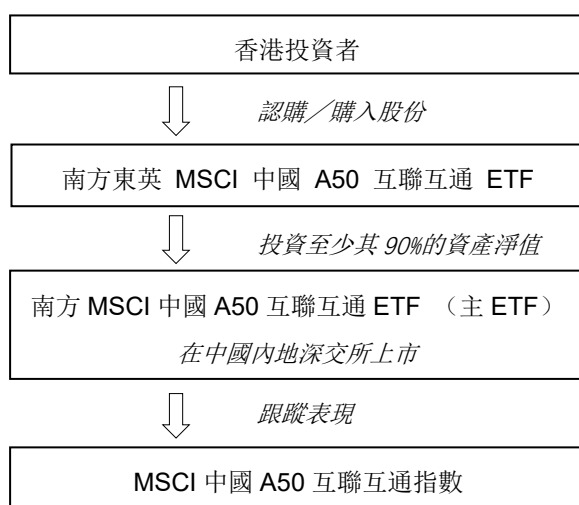 香港投資者
認購／購入股份
南方東英 MSCI 中國 A50 互聯互通 ETF
投資至少其 90%的資產淨值
南方 MSCI 中國 A50 互聯互通 ETF （主 ETF）
在中國內地深交所上市
跟蹤表現
MSCI 中國 A50 互聯互通指數